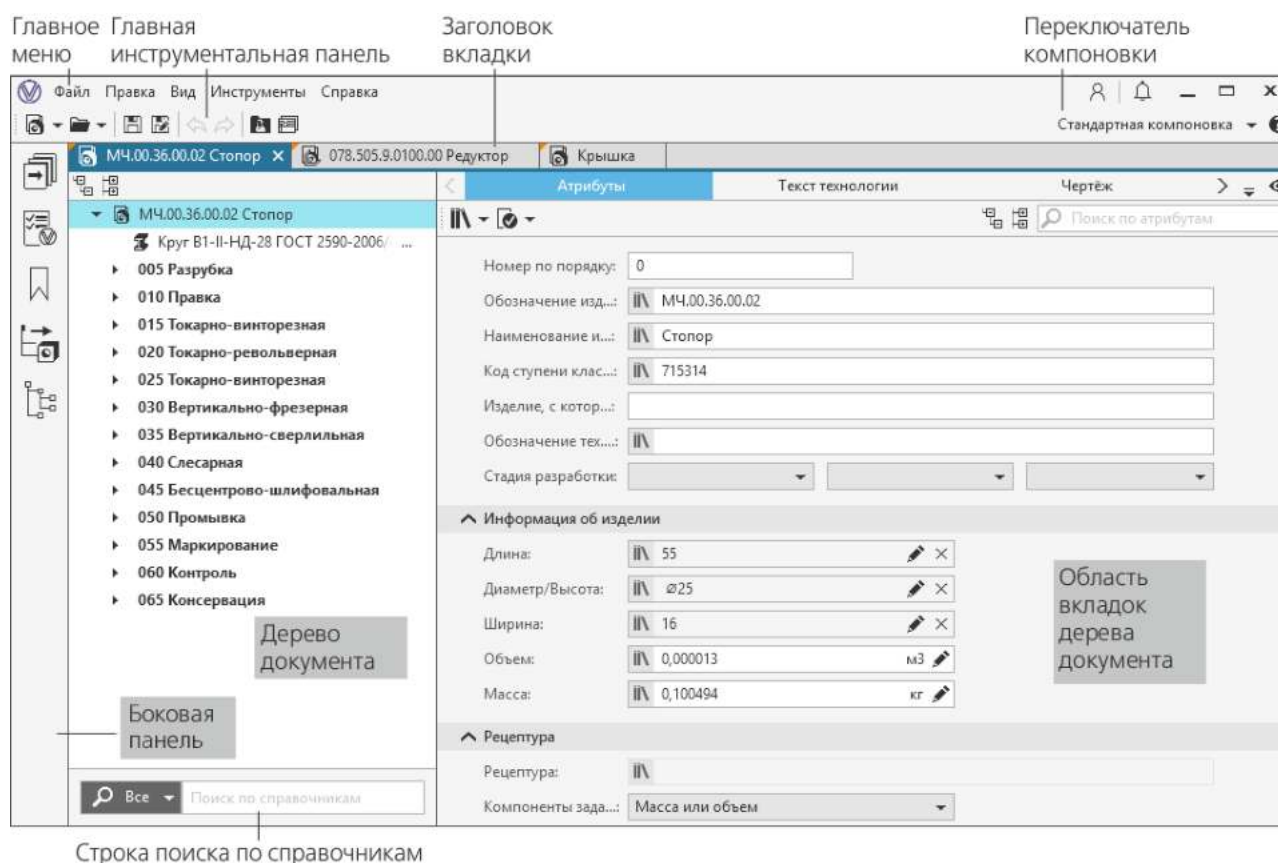 Главное Главная Заголовок Переключатель
меню инструментальная панель вкладки компоновки
Файл Правка Вид Инструменты Справка
Стандартная компоновка
МЧ.00.36.00.02 Стопор 078.505.9.0100.00 Редуктор Крышка
Атрибуты Текст технологии Чертёж
МЧ.00.36.00.02 Стопор
Поиск по атрибутам
Круг В1-II-НД-28 ГОСТ 2590-2006/ ...
005 Разрубка
010 Правка
015 Токарно-винторезная
020 Токарно-револьверная
025 Токарно-винторезная
030 Вертикально-фрезерная
035 Вертикально-сверлильная
040 Слесарная
045 Бесцентрово-шлифовальная
050 Промывка
055 Маркирование
060 Контроль
065 Консервация
Дерево
документа
Боковая
панель
Все Поиск по справочникам
Строка поиска по справочникам
Номер по порядку: 0
Обозначение изд...: МЧ.00.36.00.02
Наименование и...: Стопор
Код ступени клас...: 715314
Изделие, с котор...:
Обозначение тех....:
Стадия разработки:
Информация об изделии
Длина: 55
Диаметр/Высота: ⌀25
Ширина: 16
Объем: 0,000013 м3
Масса: 0,100494 кг
Область
вкладок
дерева
документа
Рецептура
Рецептура:
Компоненты зада...: Масса или объем